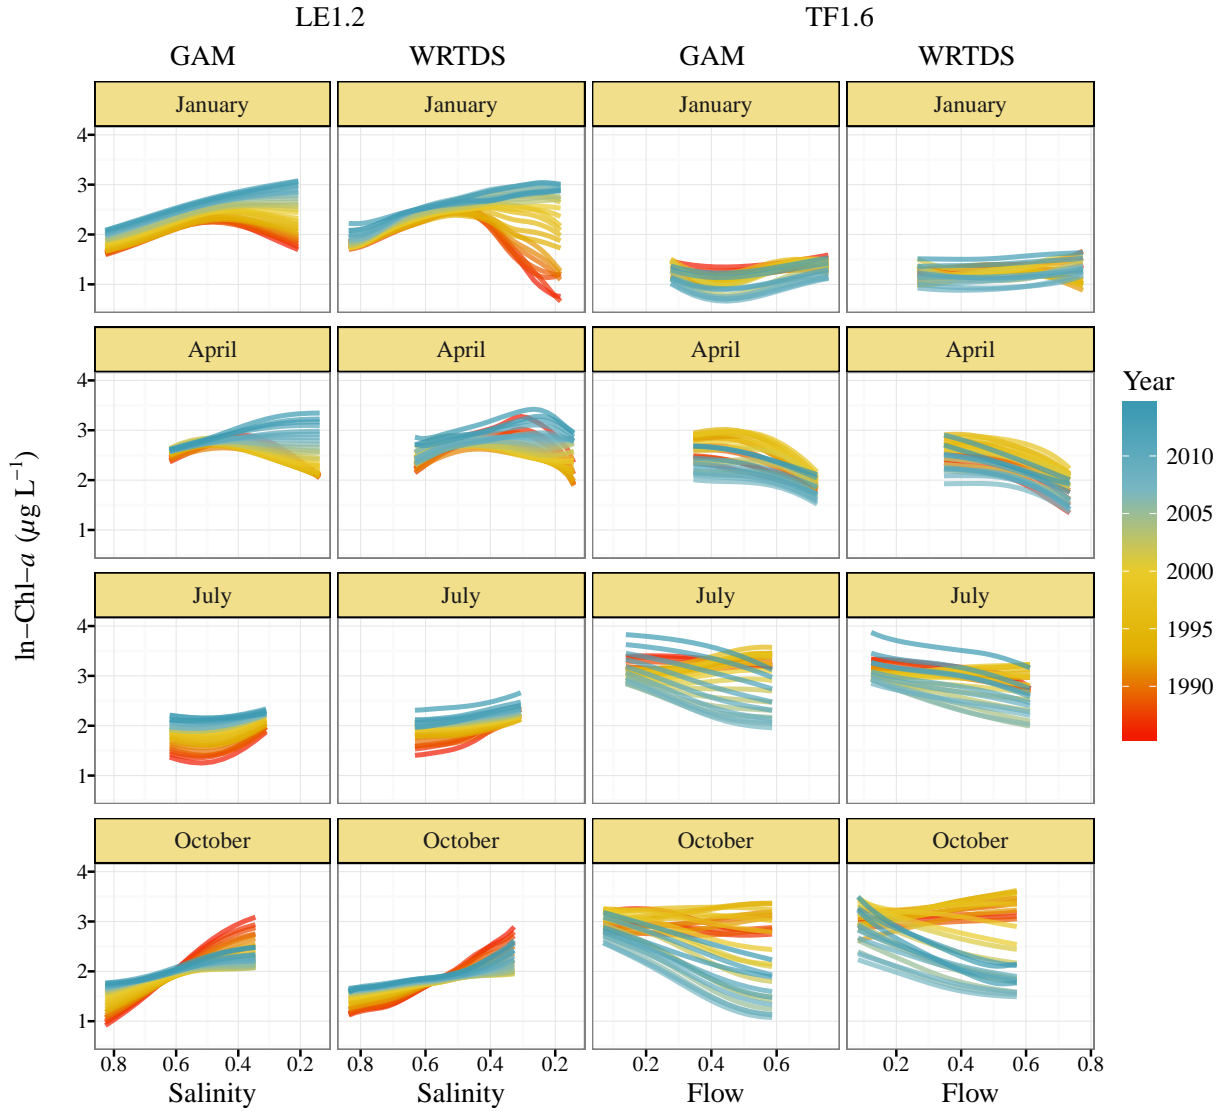 LE1.2 TF1.6
GAM WRTDS GAM WRTDS
January January January January
4
3
2
1
April April April April
4
3
2
1
July July July July
4
3
2
1
October October October October
4
3
2
1
0.8 0.6 0.4 0.2 0.8 0.6 0.4 0.2 0.2 0.4 0.6 0.2 0.4 0.6 0.8
Salinity Salinity Flow Flow
ln−Chl−a (μg L⁻¹)
Year
2010
2005
2000
1995
1990